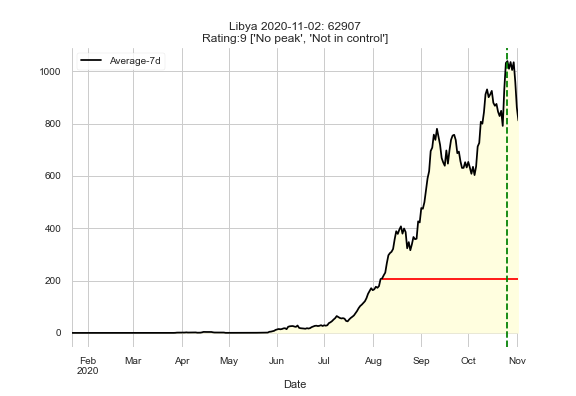 Libya 2020-11-02: 62907
Rating:9 ['No peak', 'Not in control']
Average-7d
1000
800
600
400
200
0
Feb Mar Apr May Jun Jul Aug Sep Oct Nov
2020
Date